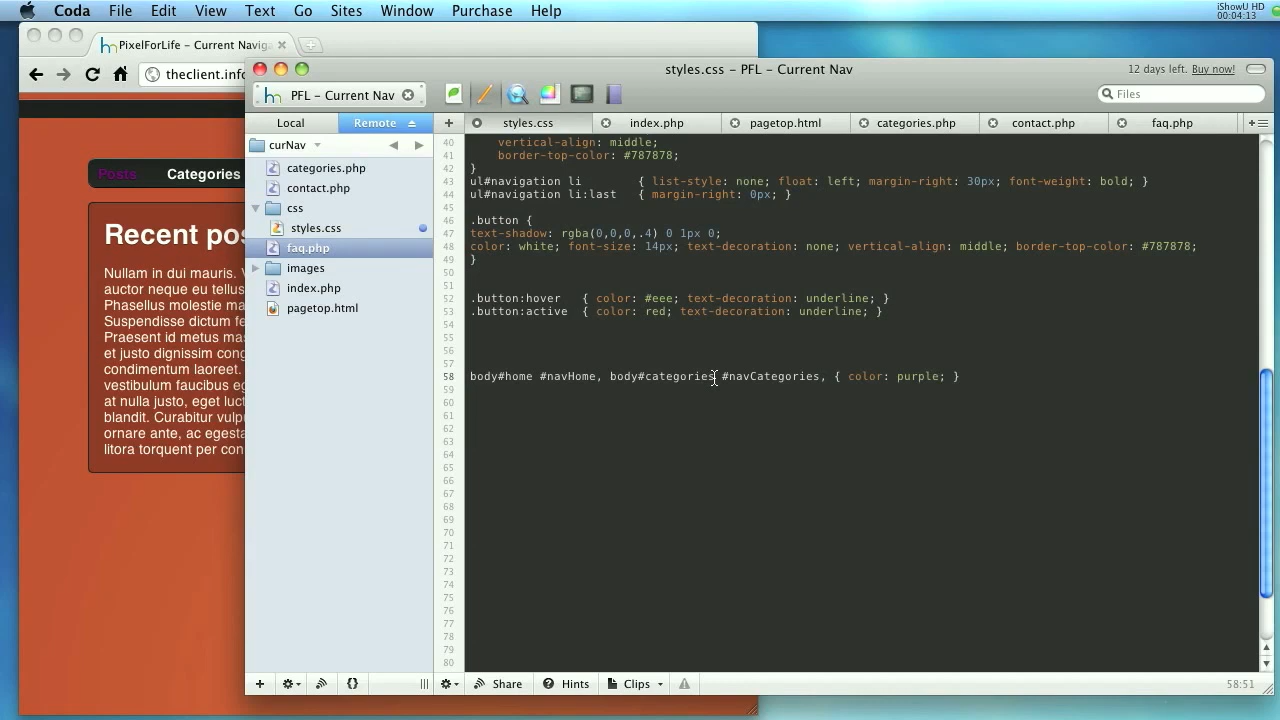 Coda File Edit View Text Go Sites Window Purchase Help
iShowU HD
00:04:13
PixelForLife – Current Naviga
theclient.info
Posts Categories
Recent pos
Nullam in dui mauris. V
auctor neque eu tellus
Phasellus molestie ma
Suspendisse dictum fe
Praesent id metus mas
et justo dignissim cong
condimentum laoreet.
vestibulum faucibus eg
at nulla justo, eget luct
blandit. Curabitur vulpu
ornare ante, ac egesta
litora torquent per con
styles.css – PFL – Current Nav
12 days left. Buy now!
PFL – Current Nav
Files
Local Remote
styles.css index.php pagetop.html categories.php contact.php faq.php
curNav
categories.php
contact.php
css
styles.css
faq.php
images
index.php
pagetop.html
40 vertical-align: middle;
41 border-top-color: #787878;
42 }
43 ul#navigation li { list-style: none; float: left; margin-right: 30px; font-weight: bold; }
44 ul#navigation li:last { margin-right: 0px; }
45
46 .button {
47 text-shadow: rgba(0,0,0,.4) 0 1px 0;
48 color: white; font-size: 14px; text-decoration: none; vertical-align: middle; border-top-color: #787878;
49 }
50
51
52 .button:hover { color: #eee; text-decoration: underline; }
53 .button:active { color: red; text-decoration: underline; }
54
55
56
57
58 body#home #navHome, body#categories #navCategories, { color: purple; }
59
60
61
62
63
64
65
66
67
68
69
70
71
72
73
74
75
76
77
78
79
80
Share Hints Clips
58:51